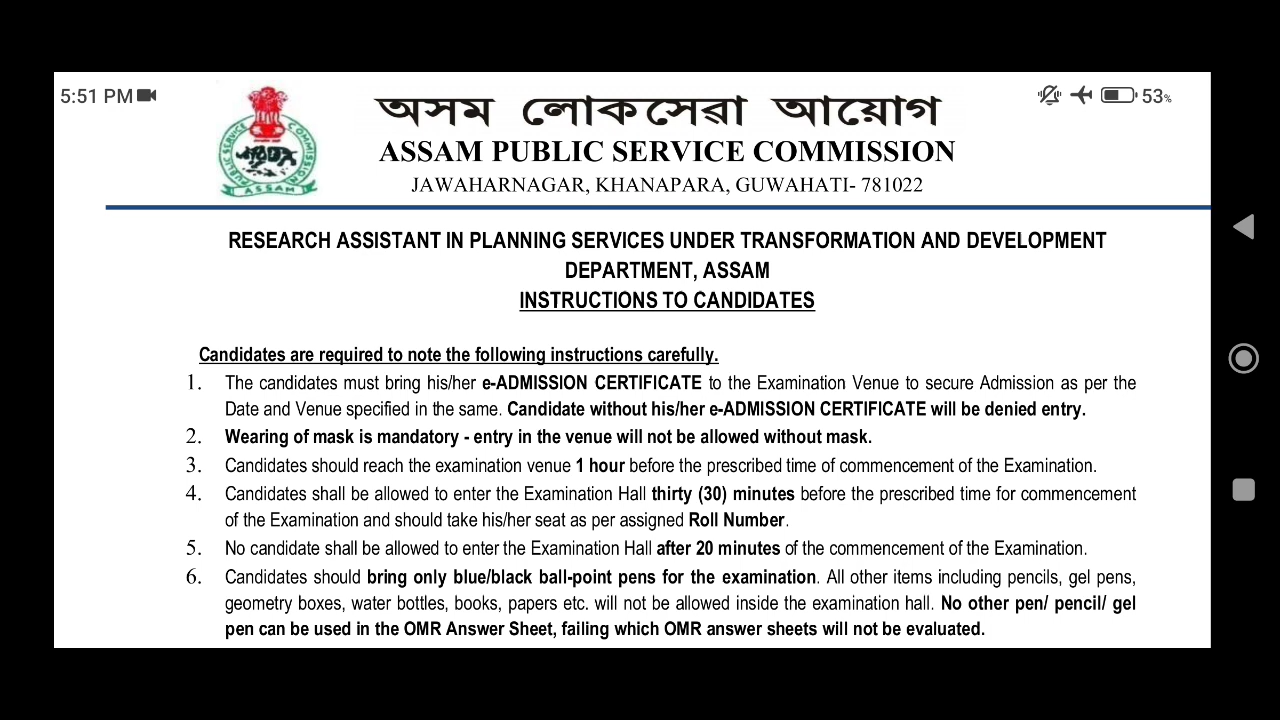 5:51 PM
53%
অসম লোকসেৱা আয়োগ
ASSAM PUBLIC SERVICE COMMISSION
JAWAHARNAGAR, KHANAPARA, GUWAHATI- 781022
PUBLIC SERVICE COMMISSION
ASSAM
RESEARCH ASSISTANT IN PLANNING SERVICES UNDER TRANSFORMATION AND DEVELOPMENT
DEPARTMENT, ASSAM
INSTRUCTIONS TO CANDIDATES
Candidates are required to note the following instructions carefully.
1. The candidates must bring his/her e-ADMISSION CERTIFICATE to the Examination Venue to secure Admission as per the
Date and Venue specified in the same. Candidate without his/her e-ADMISSION CERTIFICATE will be denied entry.
2. Wearing of mask is mandatory - entry in the venue will not be allowed without mask.
3. Candidates should reach the examination venue 1 hour before the prescribed time of commencement of the Examination.
4. Candidates shall be allowed to enter the Examination Hall thirty (30) minutes before the prescribed time for commencement
of the Examination and should take his/her seat as per assigned Roll Number.
5. No candidate shall be allowed to enter the Examination Hall after 20 minutes of the commencement of the Examination.
6. Candidates should bring only blue/black ball-point pens for the examination. All other items including pencils, gel pens,
geometry boxes, water bottles, books, papers etc. will not be allowed inside the examination hall. No other pen/ pencil/ gel
pen can be used in the OMR Answer Sheet, failing which OMR answer sheets will not be evaluated.